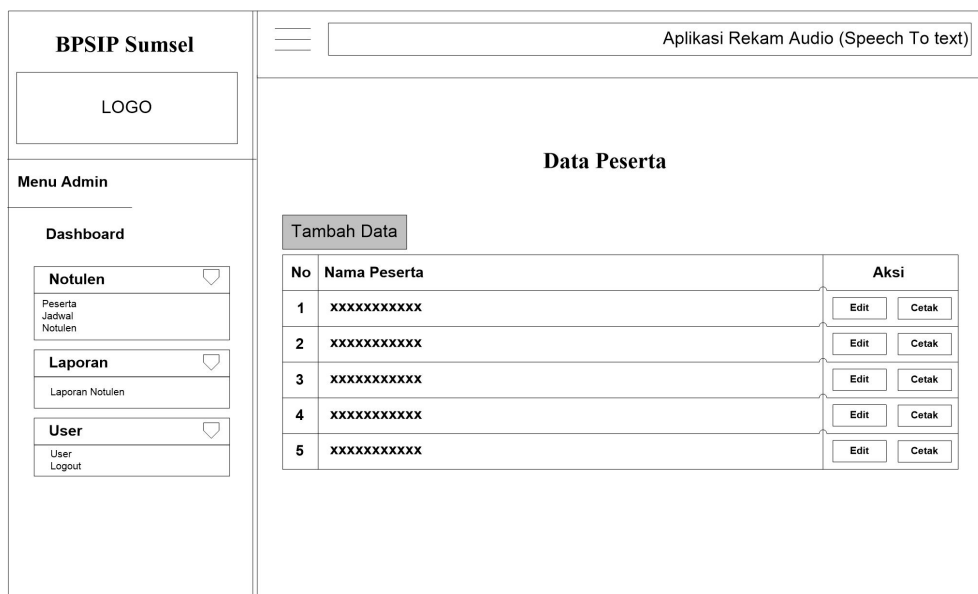 BPSIP Sumsel
LOGO
Menu Admin
Dashboard
Notulen
Peserta
Jadwal
Notulen
Laporan
Laporan Notulen
User
User
Logout
Aplikasi Rekam Audio (Speech To text)
Data Peserta
Tambah Data
No Nama Peserta Aksi
1 xxxxxxxxxxx Edit Cetak
2 xxxxxxxxxxx Edit Cetak
3 xxxxxxxxxxx Edit Cetak
4 xxxxxxxxxxx Edit Cetak
5 xxxxxxxxxxx Edit Cetak